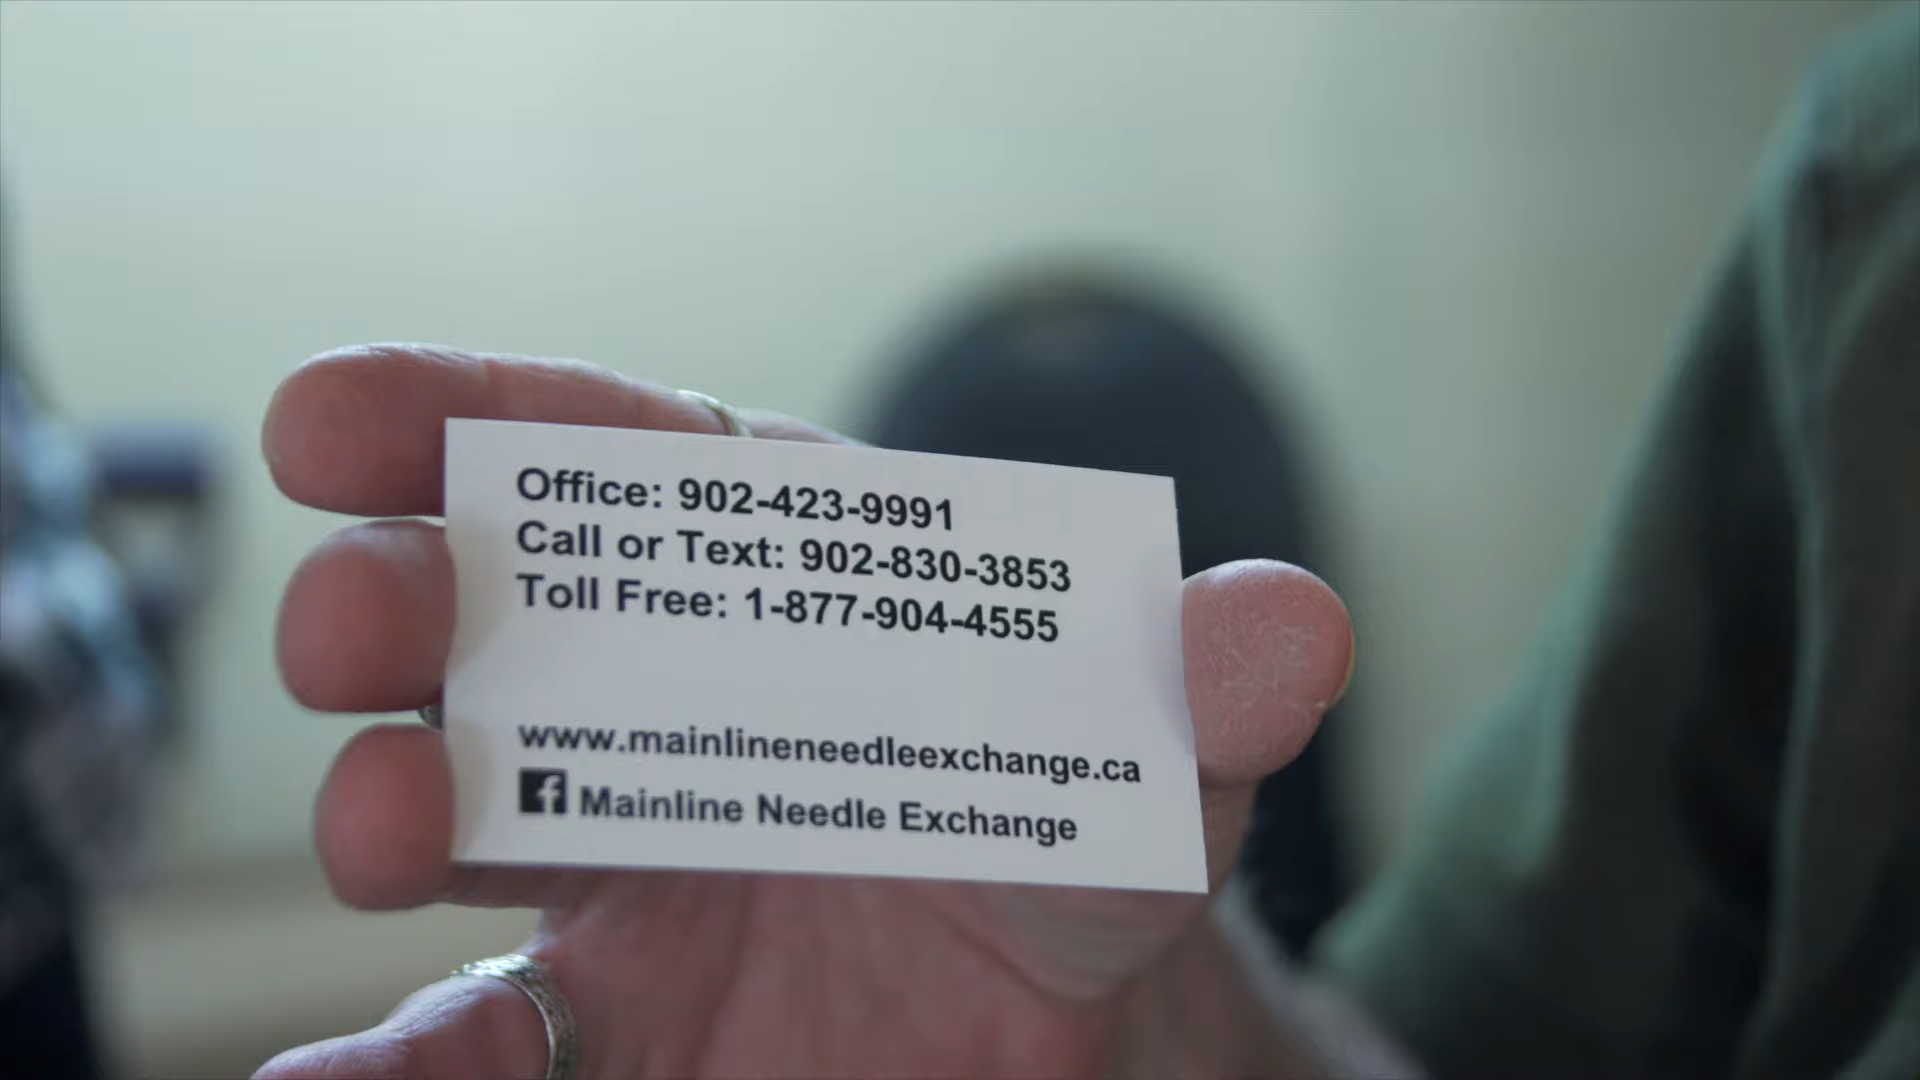 Office: 902-423-9991
Call or Text: 902-830-3853
Toll Free: 1-877-904-4555
www.mainlineneedleexchange.ca
f Mainline Needle Exchange